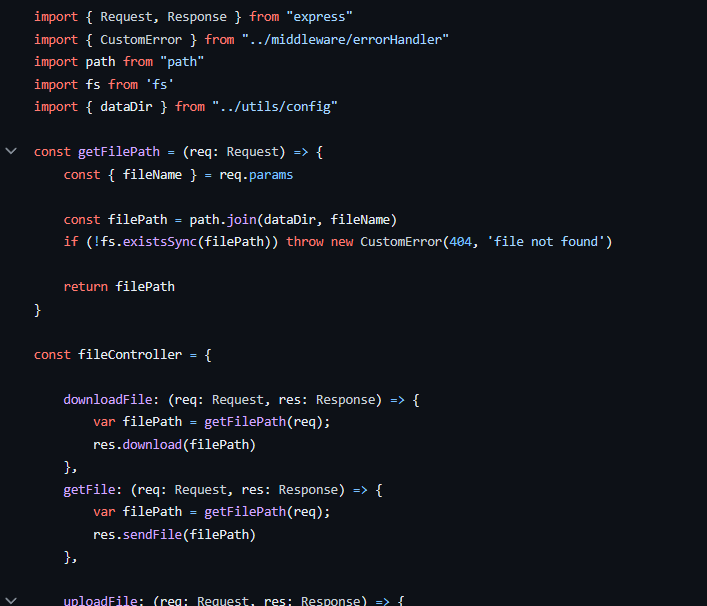 import { Request, Response } from "express"
import { CustomError } from "../middleware/errorHandler"
import path from "path"
import fs from 'fs'
import { dataDir } from "../utils/config"
const getFilePath = (req: Request) => {
const { fileName } = req.params
const filePath = path.join(dataDir, fileName)
if (!fs.existsSync(filePath)) throw new CustomError(404, 'file not found')
return filePath
}
const fileController = {
downloadFile: (req: Request, res: Response) => {
var filePath = getFilePath(req);
res.download(filePath)
},
getFile: (req: Request, res: Response) => {
var filePath = getFilePath(req);
res.sendFile(filePath)
},
uploadFile: (req: Request, res: Response) => {